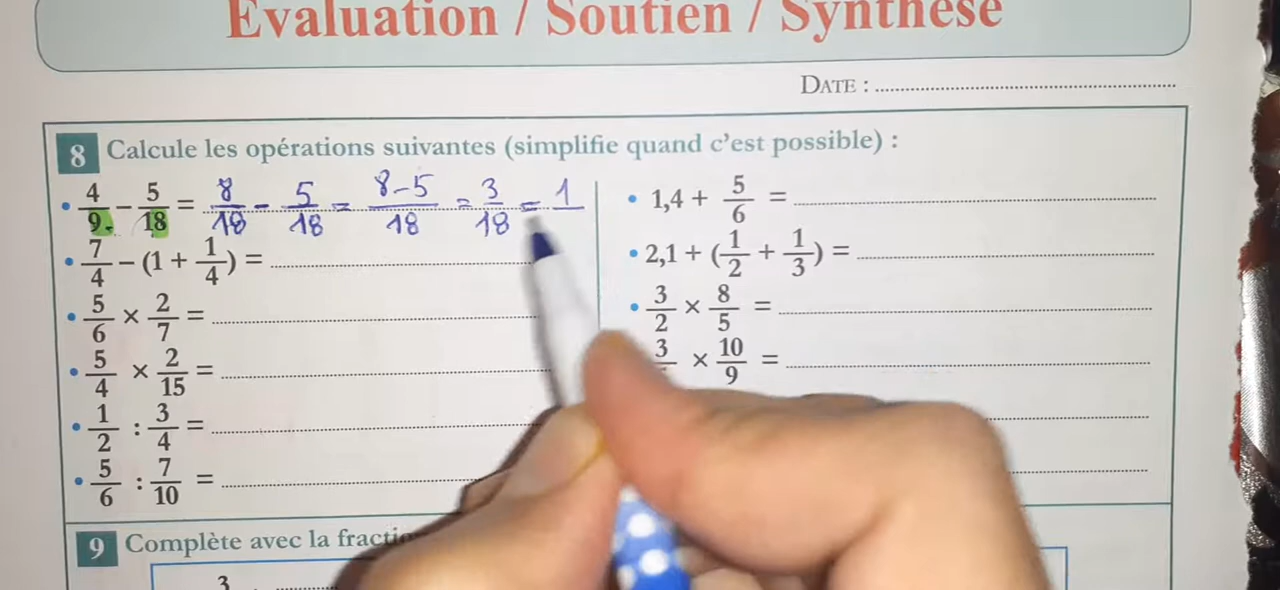 Evaluation / Soutien / Synthèse
DATE :
8 Calcule les opérations suivantes (simplifie quand c'est possible) :
• 4/9 - 5/18 = 8/18 - 5/18 = 8-5/18 = 3/18 = 1
• 7/4 - (1 + 1/4) =
• 5/6 × 2/7 =
• 5/4 × 2/15 =
• 1/2 : 3/4 =
• 5/6 : 7/10 =
• 1,4 + 5/6 =
• 2,1 + (1/2 + 1/3) =
• 3/2 × 8/5 =
3 × 10/9 =
9 Complète avec la
3